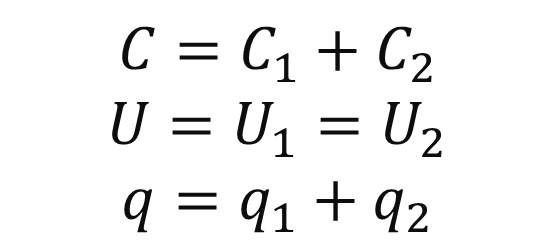 C = C₁ + C₂
U = U₁ = U₂
q = q₁ + q₂